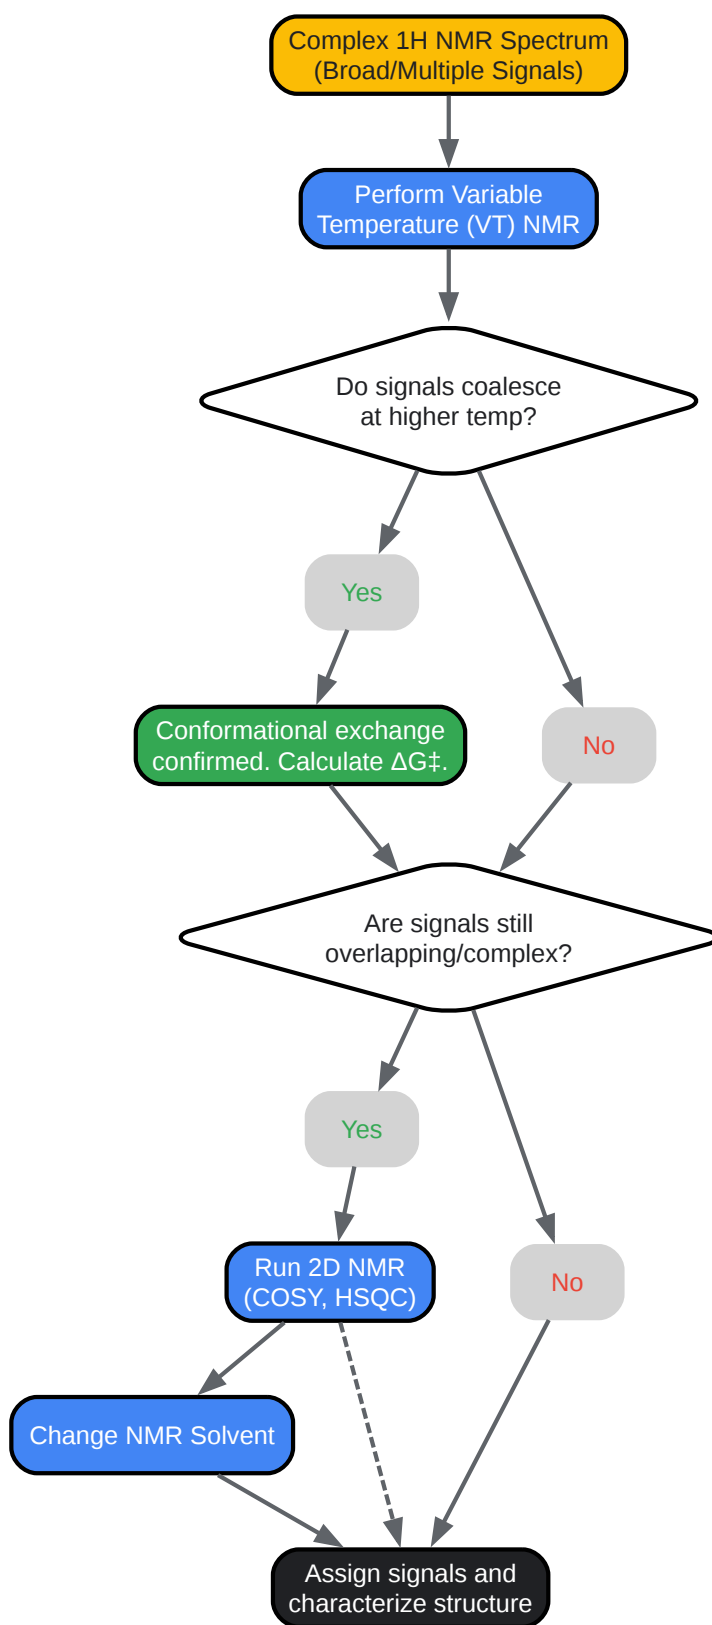 Complex 1H NMR Spectrum
(Broad/Multiple Signals)
Perform Variable
Temperature (VT) NMR
Do signals coalesce
at higher temp?
Yes
Conformational exchange
confirmed. Calculate ΔG‡.
No
Are signals still
overlapping/complex?
Yes
Run 2D NMR
(COSY, HSQC)
No
Change NMR Solvent
Assign signals and
characterize structure